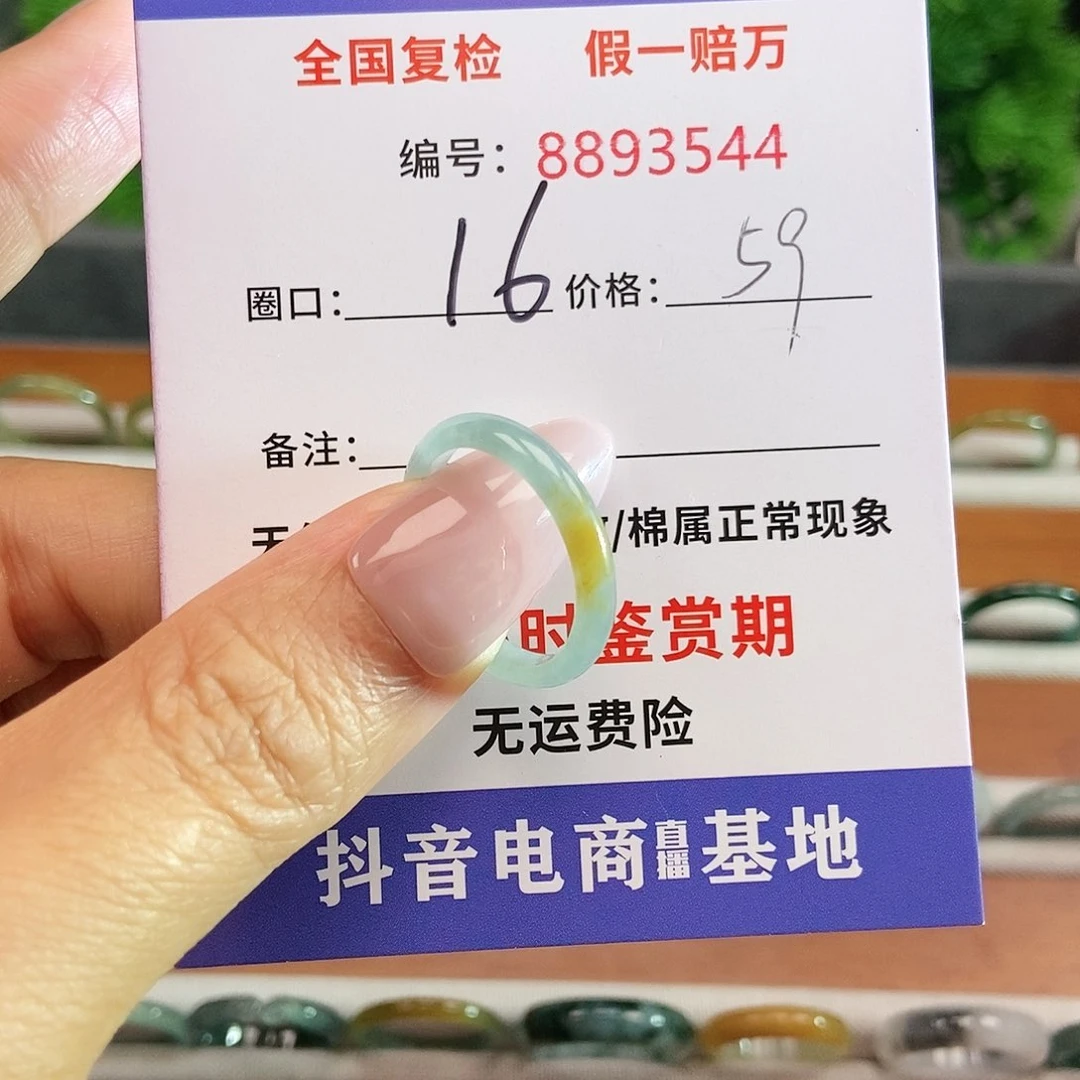 全国复检 假一赔万
编号：8893544
圈口：16 价格：59
备注：
/棉属正常现象
时鉴赏期
无运费险
抖音电商直播基地